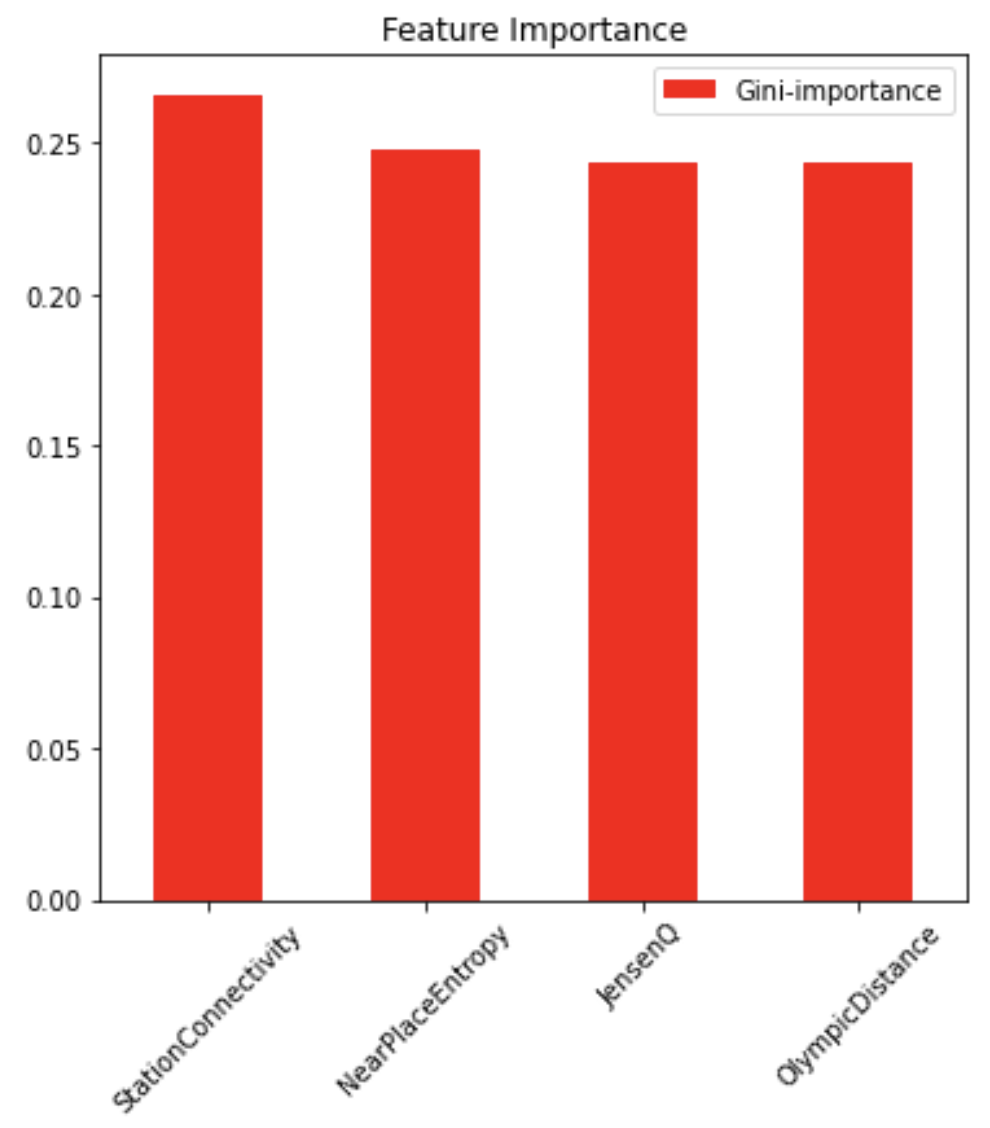 Feature Importance
Gini-importance
0.25
0.20
0.15
0.10
0.05
0.00
StationConnectivity
NearPlaceEntropy
JensenQ
OlympicDistance